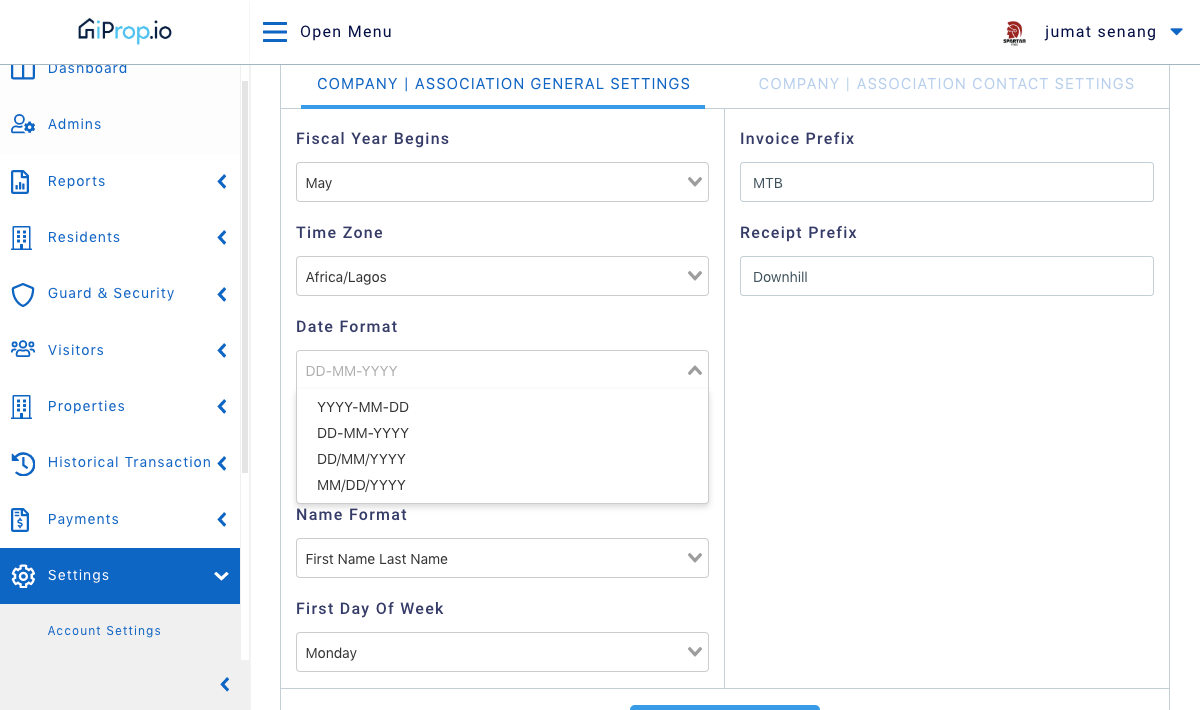 iProp.io
Open Menu
SPARTAN
jumat senang
Dashboard
Admins
Reports
Residents
Guard & Security
Visitors
Properties
Historical Transaction
Payments
Settings
Account Settings
COMPANY | ASSOCIATION GENERAL SETTINGS
COMPANY | ASSOCIATION CONTACT SETTINGS
Fiscal Year Begins
May
Time Zone
Africa/Lagos
Date Format
DD-MM-YYYY
YYYY-MM-DD
DD-MM-YYYY
DD/MM/YYYY
MM/DD/YYYY
Name Format
First Name Last Name
First Day Of Week
Monday
Invoice Prefix
MTB
Receipt Prefix
Downhill